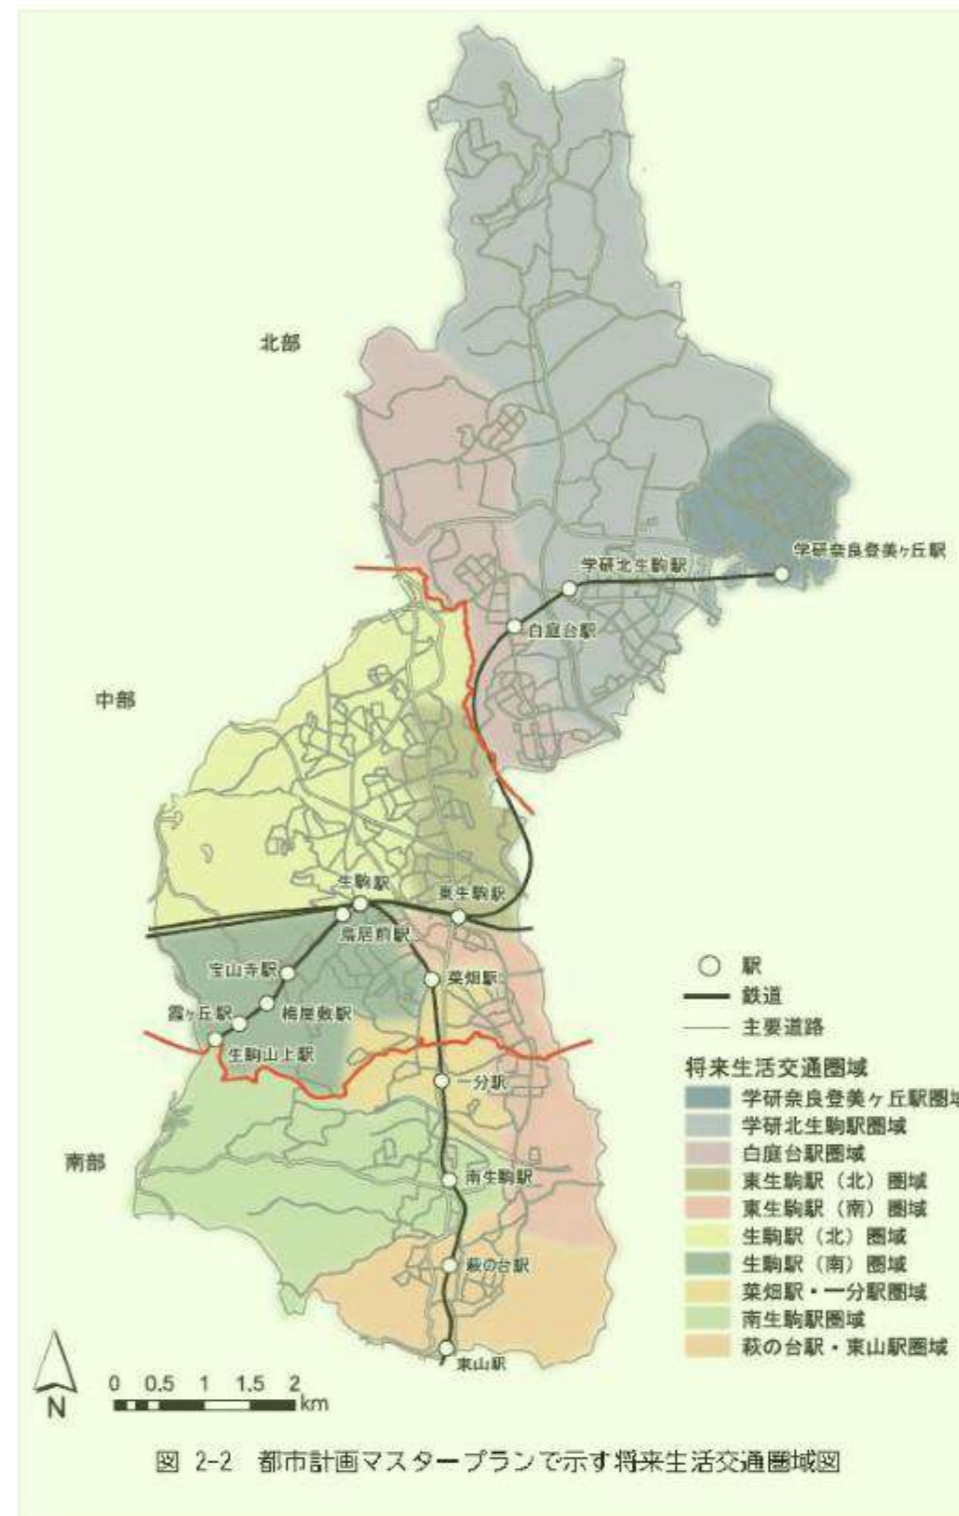 北部
学研奈良登美ヶ丘駅
学研北生駒駅
白庭台駅
中部
生駒駅
東生駒駅
鳥居前駅
宝山寺駅
菜畑駅
霞ヶ丘駅
梅屋敷駅
生駒山上駅
一分駅
南部
南生駒駅
萩の台駅
東山駅
駅
鉄道
主要道路
将来生活交通圏域
学研奈良登美ヶ丘駅圏域
学研北生駒駅圏域
白庭台駅圏域
東生駒駅（北）圏域
東生駒駅（南）圏域
生駒駅（北）圏域
生駒駅（南）圏域
菜畑駅・一分駅圏域
南生駒駅圏域
萩の台駅・東山駅圏域
N
0 0.5 1 1.5 2
km
図 2-2 都市計画マスタープランで示す将来生活交通圏域図